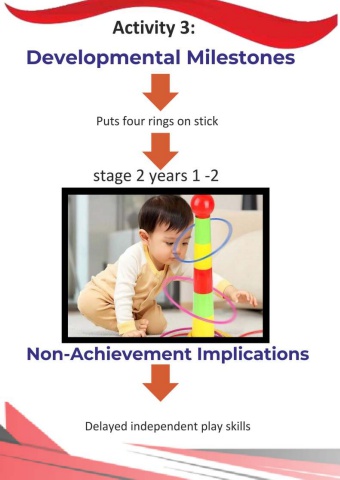 Activity 3:
Developmental Milestones
Puts four rings on stick
stage 2 years 1 -2
Non-Achievement Implications
Delayed independent play skills